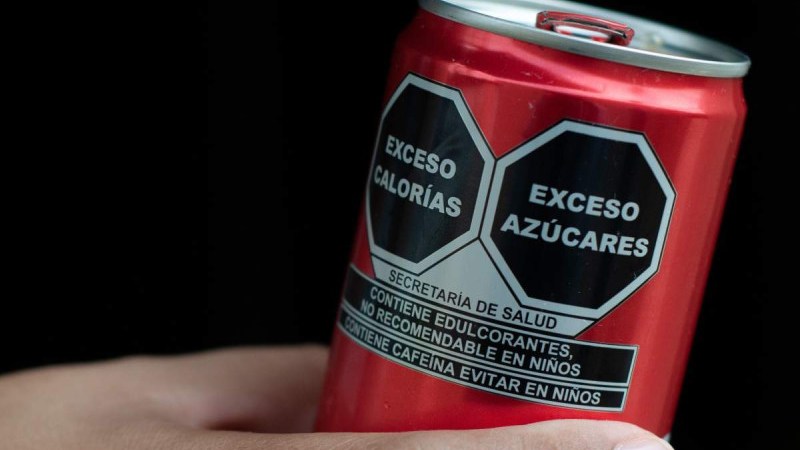 EXCESO
CALORÍAS
EXCESO
AZÚCARES
SECRETARÍA DE SALUD
CONTIENE EDULCORANTES,
NO RECOMENDABLE EN NIÑOS
CONTIENE CAFEÍNA EVITAR EN NIÑOS